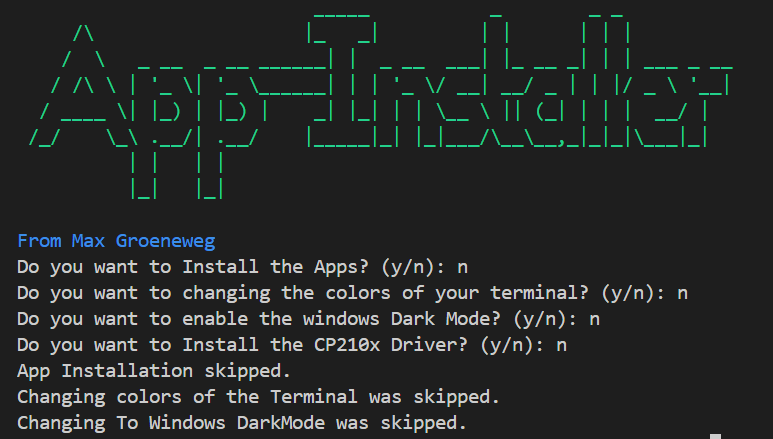 App-Installer
From Max Groeneweg
Do you want to Install the Apps? (y/n): n
Do you want to changing the colors of your terminal? (y/n): n
Do you want to enable the windows Dark Mode? (y/n): n
Do you want to Install the CP210x Driver? (y/n): n
App Installation skipped.
Changing colors of the Terminal was skipped.
Changing To Windows DarkMode was skipped.